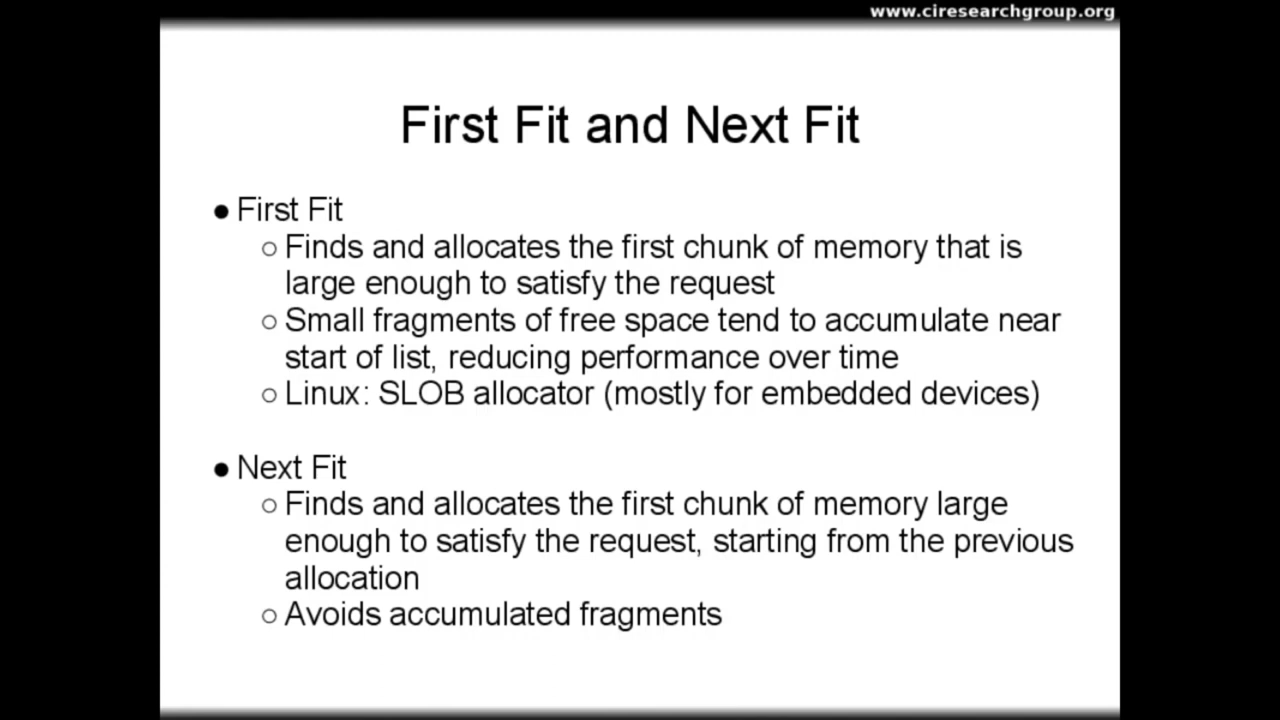 www.ciresearchgroup.org
First Fit and Next Fit
● First Fit
○ Finds and allocates the first chunk of memory that is
large enough to satisfy the request
○ Small fragments of free space tend to accumulate near
start of list, reducing performance over time
○ Linux: SLOB allocator (mostly for embedded devices)
● Next Fit
○ Finds and allocates the first chunk of memory large
enough to satisfy the request, starting from the previous
allocation
○ Avoids accumulated fragments